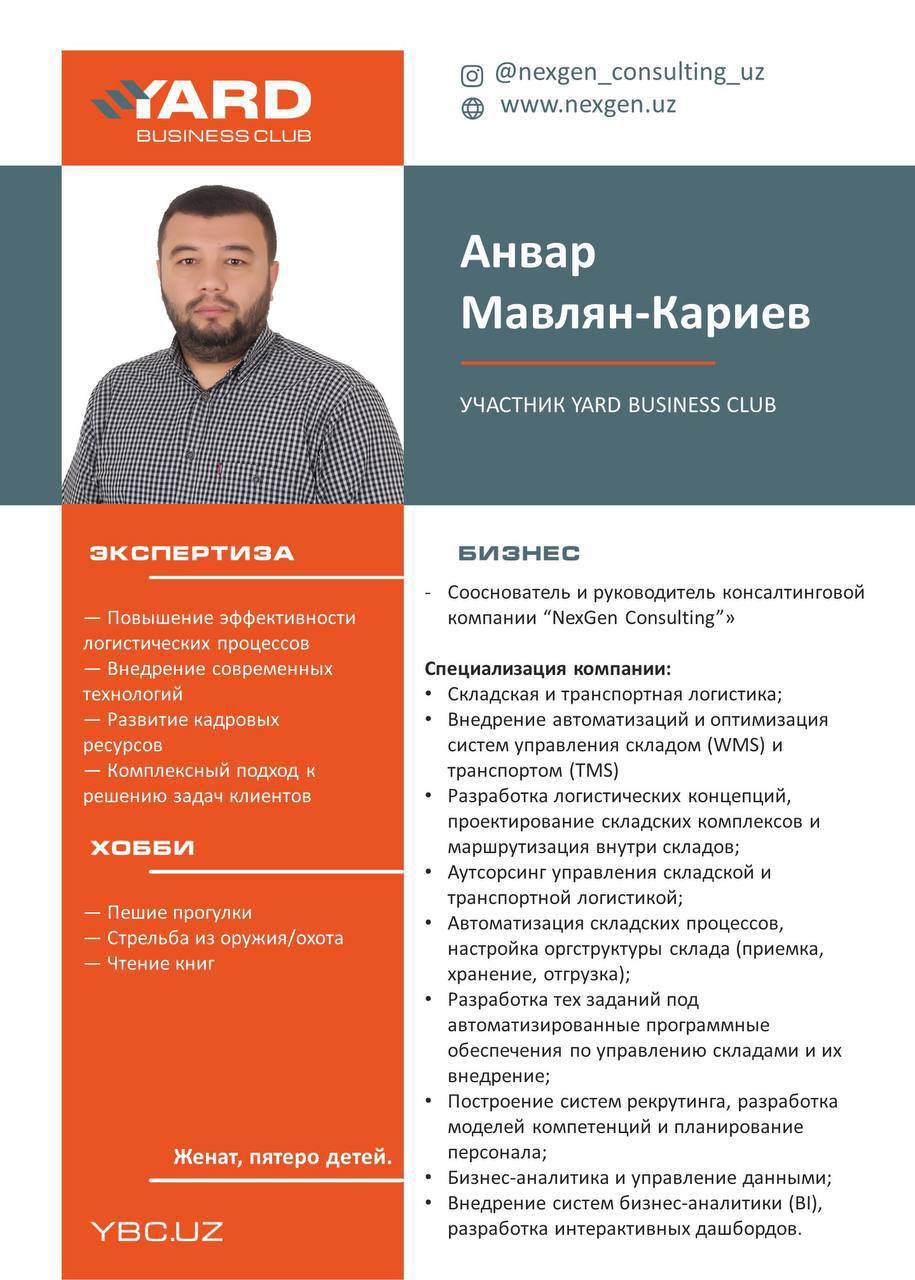 YARD
BUSINESS CLUB
@nexgen_consulting_uz
www.nexgen.uz
Анвар
Мавлян-Кариев
УЧАСТНИК YARD BUSINESS CLUB
ЭКСПЕРТИЗА
— Повышение эффективности
логистических процессов
— Внедрение современных
технологий
— Развитие кадровых
ресурсов
— Комплексный подход к
решению задач клиентов
ХОББИ
— Пешие прогулки
— Стрельба из оружия/охота
— Чтение книг
Женат, пятеро детей.
YBC.UZ
БИЗНЕС
- Сооснователь и руководитель консалтинговой
компании “NexGen Consulting”»
Специализация компании:
• Складская и транспортная логистика;
• Внедрение автоматизаций и оптимизация
систем управления складом (WMS) и
транспортом (TMS)
• Разработка логистических концепций,
проектирование складских комплексов и
маршрутизация внутри складов;
• Аутсорсинг управления складской и
транспортной логистикой;
• Автоматизация складских процессов,
настройка оргструктуры склада (приемка,
хранение, отгрузка);
• Разработка тех заданий под
автоматизированные программные
обеспечения по управлению складами и их
внедрение;
• Построение систем рекрутинга, разработка
моделей компетенций и планирование
персонала;
• Бизнес-аналитика и управление данными;
• Внедрение систем бизнес-аналитики (BI),
разработка интерактивных дашбордов.